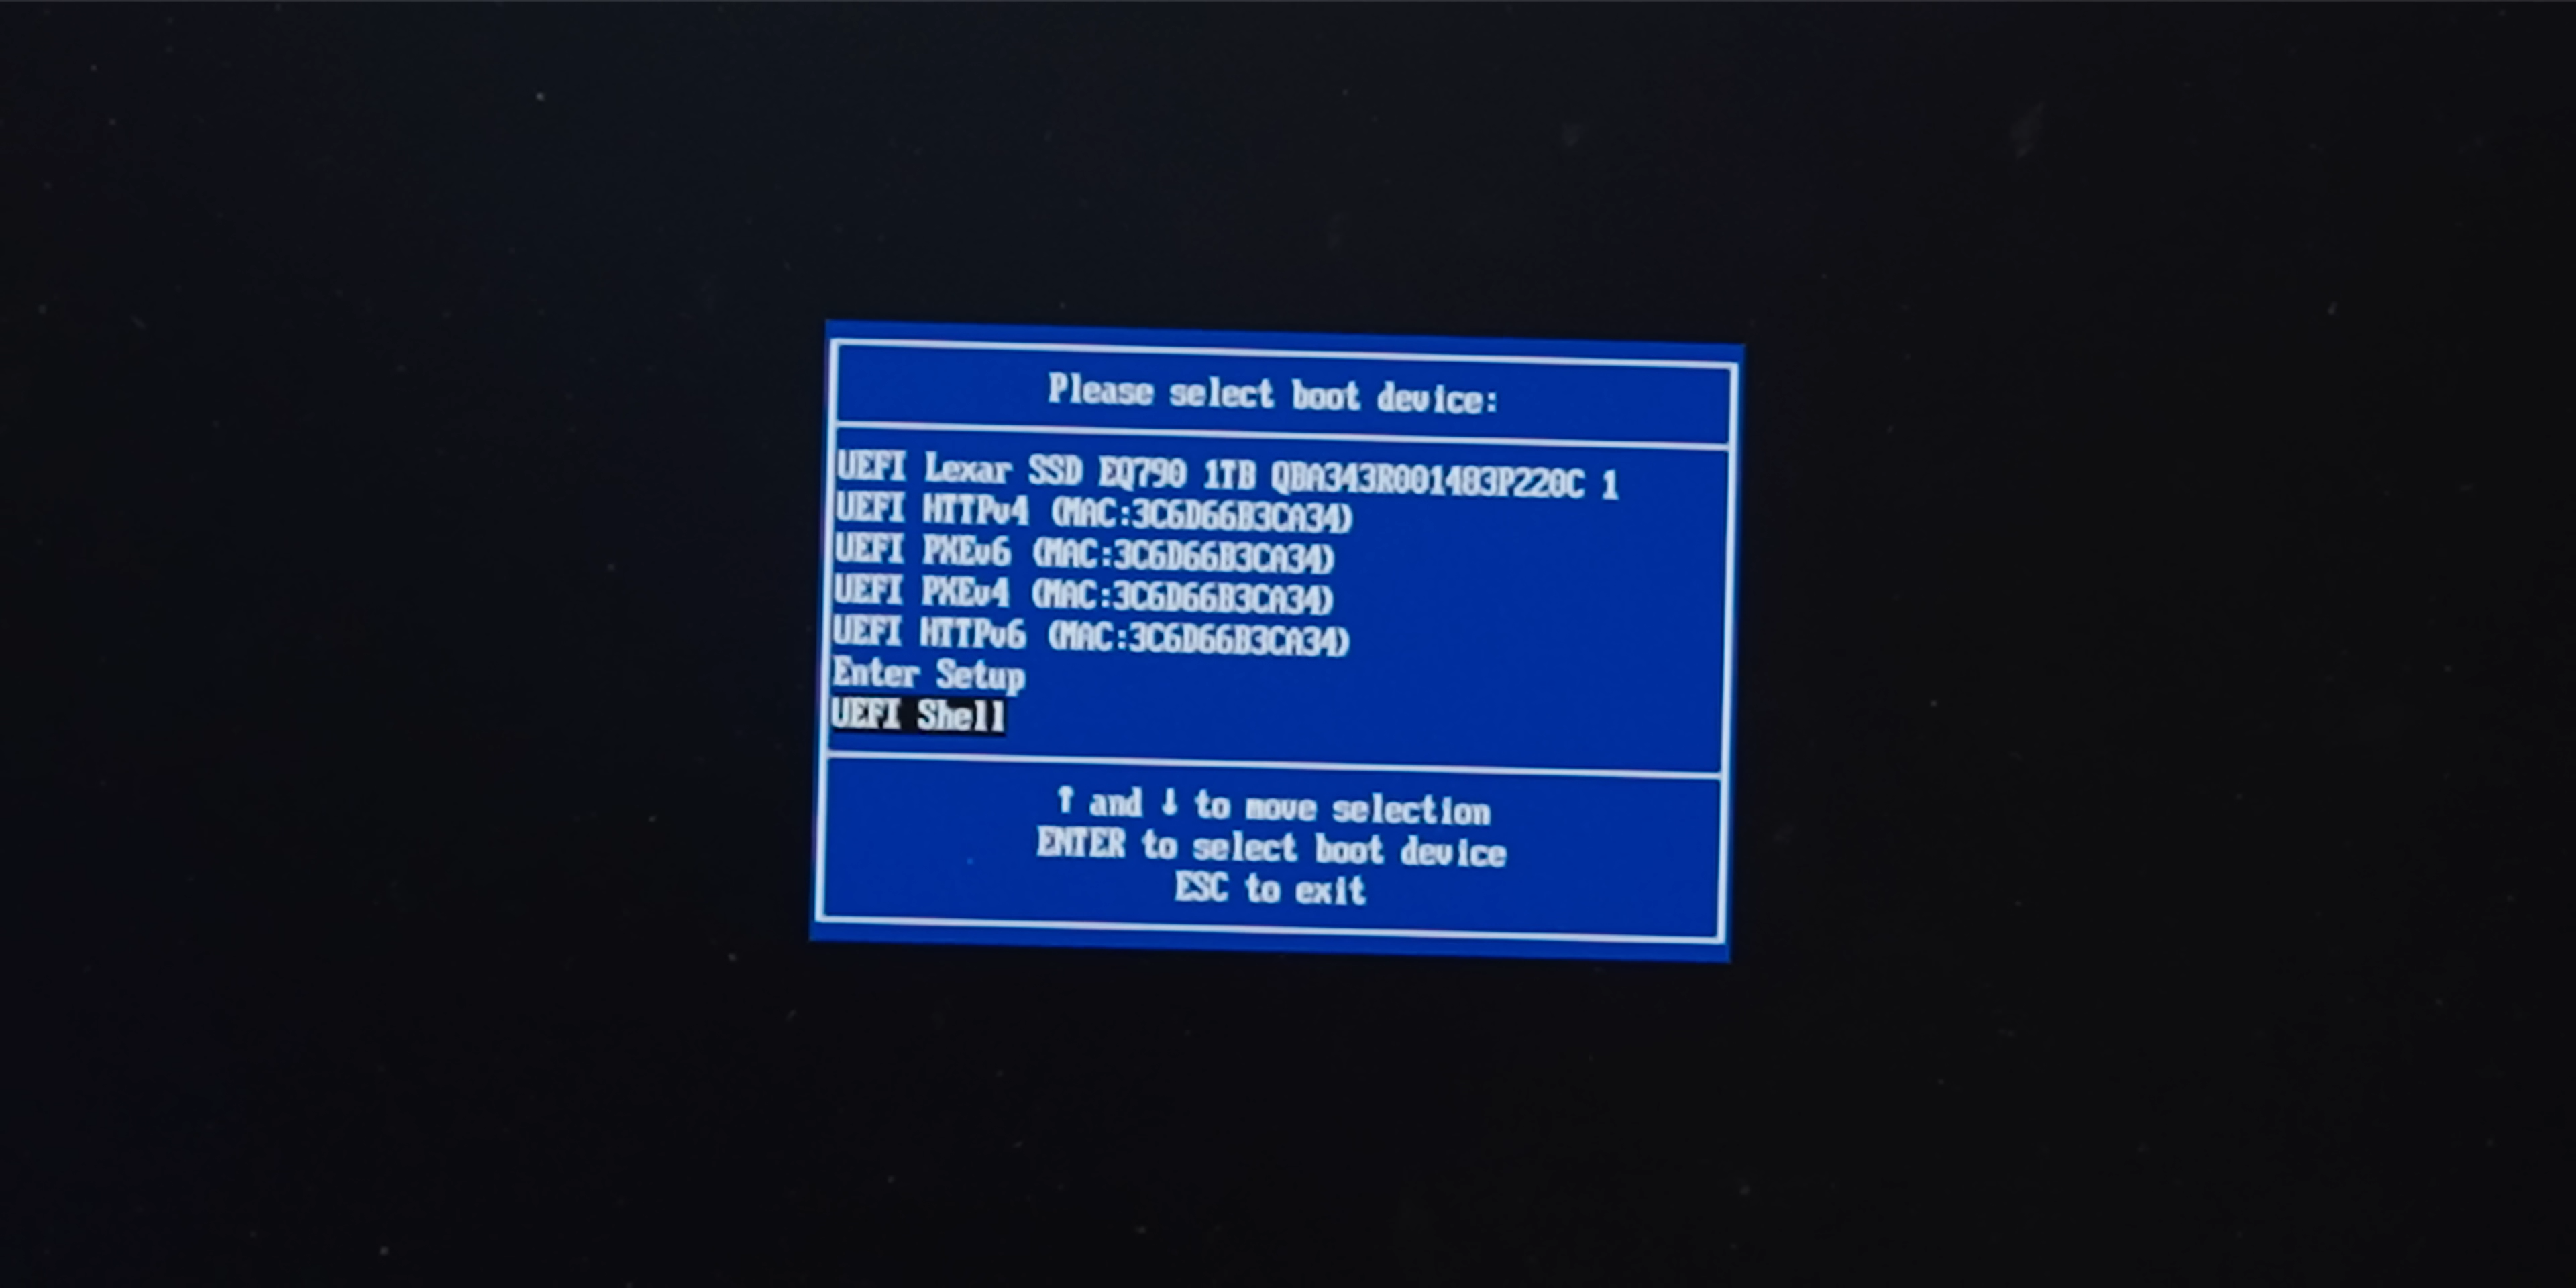 Please select boot device:
UEFI Lexar SSD EQ790 1TB QBA343R001483P220C 1
UEFI HTTPv4 (MAC:3C6D66B3CA34)
UEFI PXEv6 (MAC:3C6D66B3CA34)
UEFI PXEv4 (MAC:3C6D66B3CA34)
UEFI HTTPv6 (MAC:3C6D66B3CA34)
Enter Setup
UEFI Shell
↑ and ↓ to move selection
ENTER to select boot device
ESC to exit